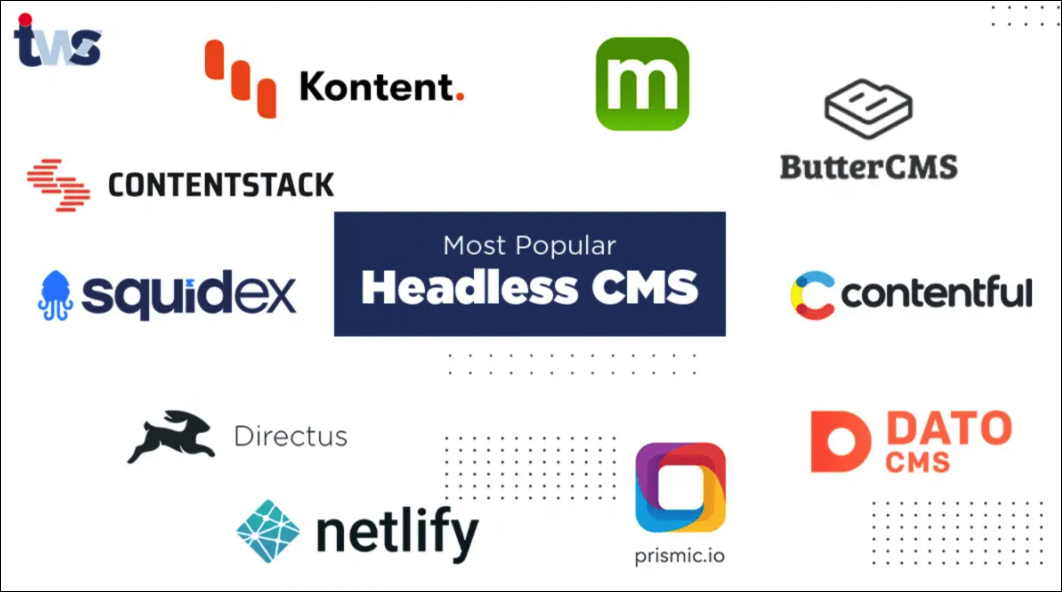 tws
Kontent.
m
ButterCMS
CONTENTSTACK
Most Popular
Headless CMS
squidex
contentful
Directus
DATO
CMS
netlify
prismic.io